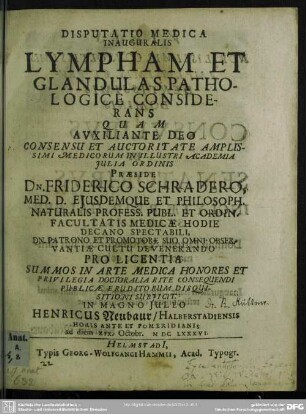 DISPUTATIO MEDICA
INAUGURALIS
LYMPHAM ET
GLANDULAS PATHO-
LOGICE CONSIDE-
RANS
QUAM
AVXILIANTE DEO
CONSENSU ET AUCTORITATE AMPLIS-
SIMI MEDICORUM IN ILLUSTRI ACADEMIA
JULIA ORDINIS
PRÆSIDE
DN. FRIDERICO SCHRADERO,
MED. D. EJUSDEMQUE ET PHILOSOPH.
NATURALIS PROFESS. PUBL. ET ORDIN.
FACULTATIS MEDICÆ HODIE
DECANO SPECTABILI,
DN. PATRONO ET PROMOTORE SUO OMNI OBSER-
VANTIÆ CULTU DEVENERANDO
PRO LICENTIA
SUMMOS IN ARTE MEDICA HONORES ET
PRIVILEGIA DOCTORALIA RITE CONSEQUENDI
PUBLICÆ ERUDITORUM DISQUI-
SITIONI SUBJICIT
IN MAGNO JULEO
HENRICUS Neubaur/ HALBERSTADIENSIS
HORIS ANTE ET POMERIDIANIS
ad diem XIX. Octobr. M DC LXXXVI.
HELMSTADI,
Typis GEORG-WOLFGANGI HAMMII, Acad. Typogr.
Anat.